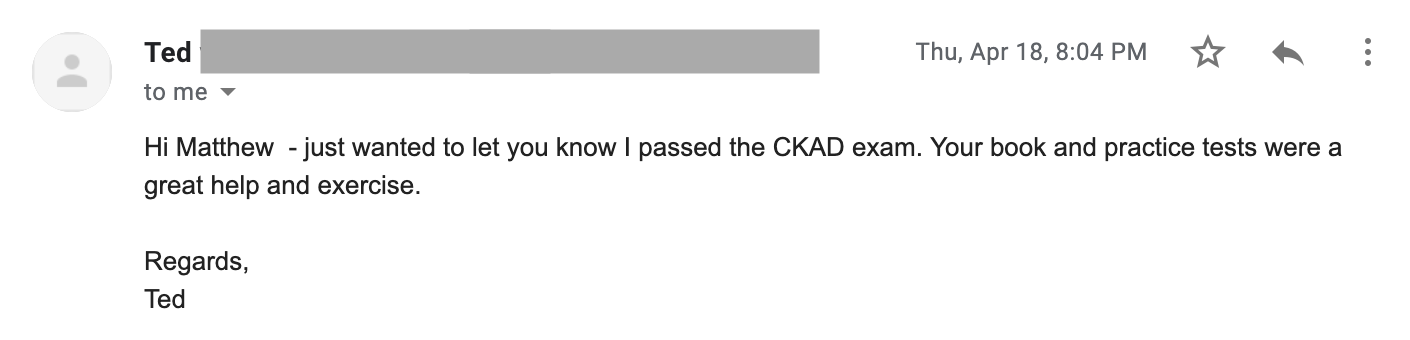 Ted
Thu, Apr 18, 8:04 PM
to me
Hi Matthew  - just wanted to let you know I passed the CKAD exam. Your book and practice tests were a
great help and exercise.
Regards,
Ted